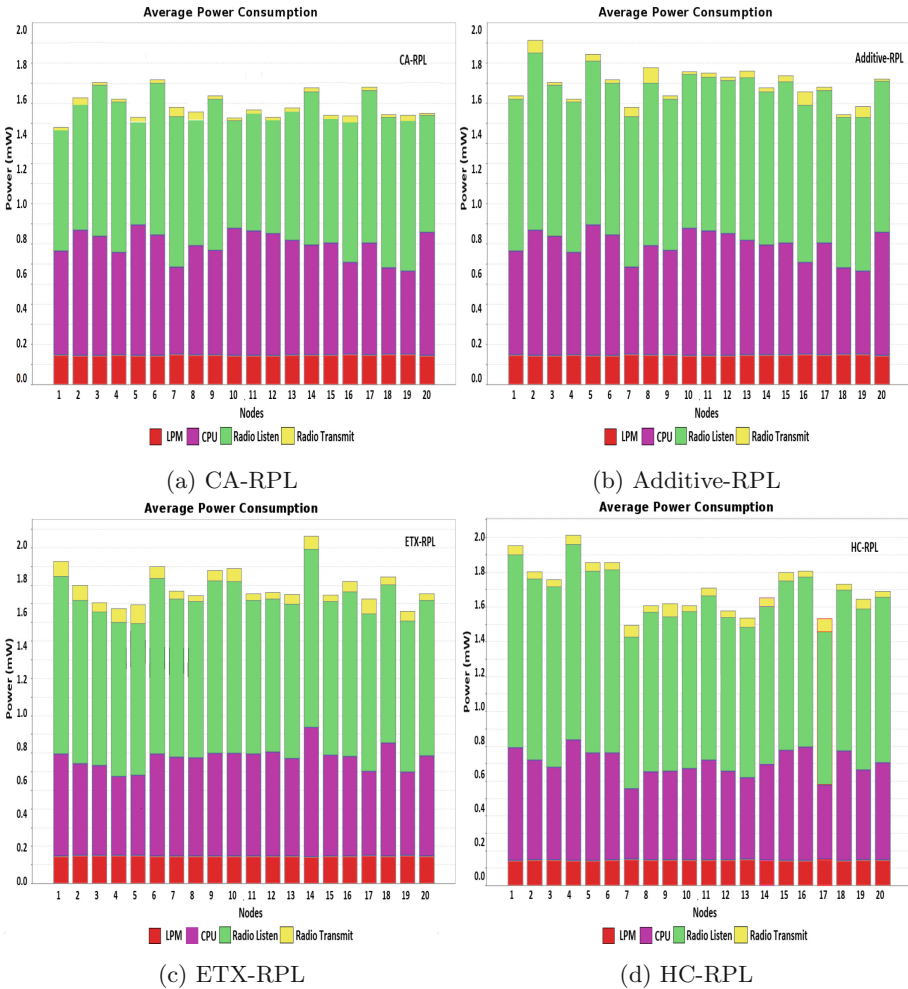 Average Power Consumption
CA-RPL
2.0
1.8
1.6
1.4
1.2
1.0
0.8
0.6
0.4
0.2
0.0
Power (mW)
1 2 3 4 5 6 7 8 9 10 11 12 13 14 15 16 17 18 19 20
Nodes
LPM CPU Radio Listen Radio Transmit
(a) CA-RPL
Average Power Consumption
Additive-RPL
2.0
1.8
1.6
1.4
1.2
1.0
0.8
0.6
0.4
0.2
0.0
Power (mW)
1 2 3 4 5 6 7 8 9 10 11 12 13 14 15 16 17 18 19 20
Nodes
LPM CPU Radio Listen Radio Transmit
(b) Additive-RPL
Average Power Consumption
ETX-RPL
2.0
1.8
1.6
1.4
1.2
1.0
0.8
0.6
0.4
0.2
0.0
Power (mW)
1 2 3 4 5 6 7 8 9 10 11 12 13 14 15 16 17 18 19 20
Nodes
LPM CPU Radio Listen Radio Transmit
(c) ETX-RPL
Average Power Consumption
HC-RPL
2.0
1.8
1.6
1.4
1.2
1.0
0.8
0.6
0.4
0.2
0.0
Power (mW)
1 2 3 4 5 6 7 8 9 10 11 12 13 14 15 16 17 18 19 20
Nodes
LPM CPU Radio Listen Radio Transmit
(d) HC-RPL